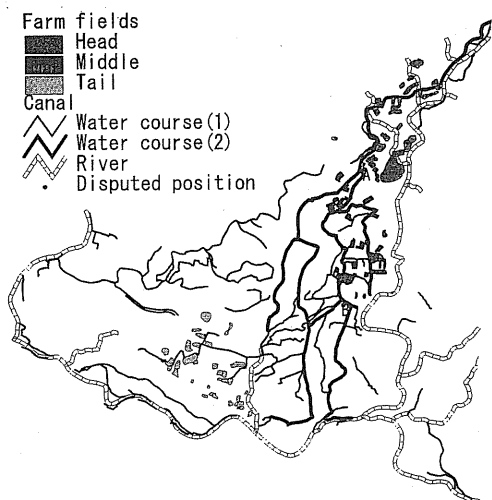 Farm fields
Head
Middle
Tail
Canal
Water course(1)
Water course(2)
River
Disputed position